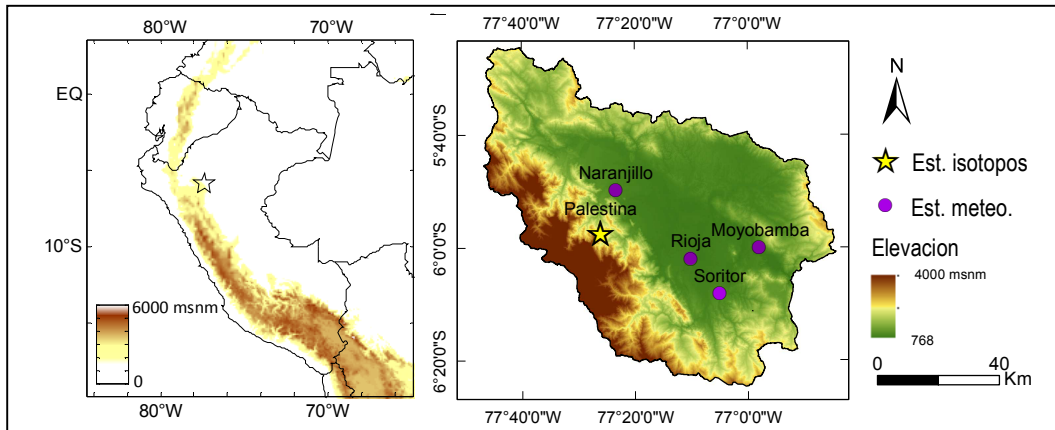 80°W
70°W
EQ
10°S
6000 msnm
0
80°W
70°W
77°40'0"W
77°20'0"W
77°0'0"W
5°40'S
6°0'0"S
6°20'0"S
Naranjillo
Palestina
Rioja
Moyobamba
Soritor
77°40'0"W
77°20'0"W
77°0'0"W
N
Est. isotopos
Est. meteo.
Elevacion
4000 msnm
768
0
40
Km